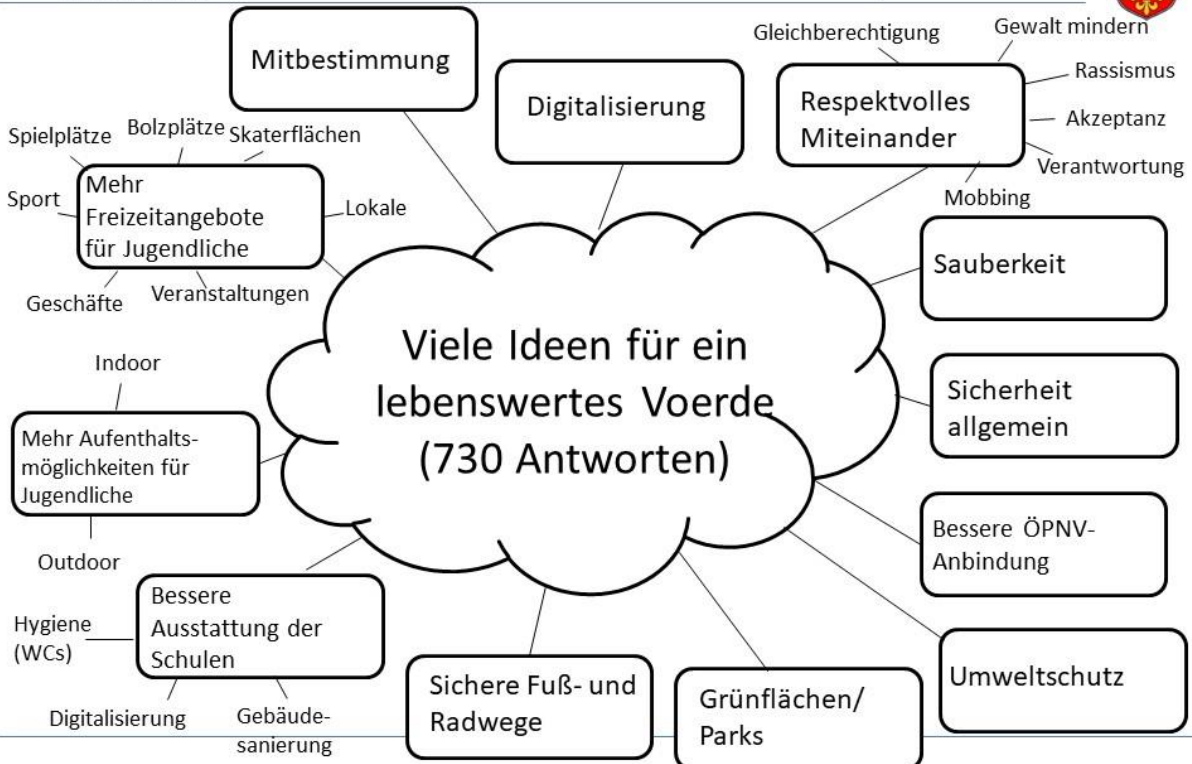 Mitbestimmung
Digitalisierung
Gleichberechtigung
Gewalt mindern
Respektvolles
Miteinander
Rassismus
Akzeptanz
Verantwortung
Mobbing
Spielplätze
Bolzplätze
Skaterflächen
Sport
Mehr
Freizeitangebote
für Jugendliche
Lokale
Geschäfte
Veranstaltungen
Sauberkeit
Viele Ideen für ein
lebenswertes Voerde
(730 Antworten)
Sicherheit
allgemein
Indoor
Mehr Aufenthalts-
möglichkeiten für
Jugendliche
Outdoor
Bessere ÖPNV-
Anbindung
Bessere
Ausstattung der
Schulen
Hygiene
(WCs)
Digitalisierung
Gebäude-
sanierung
Sichere Fuß- und
Radwege
Grünflächen/
Parks
Umweltschutz